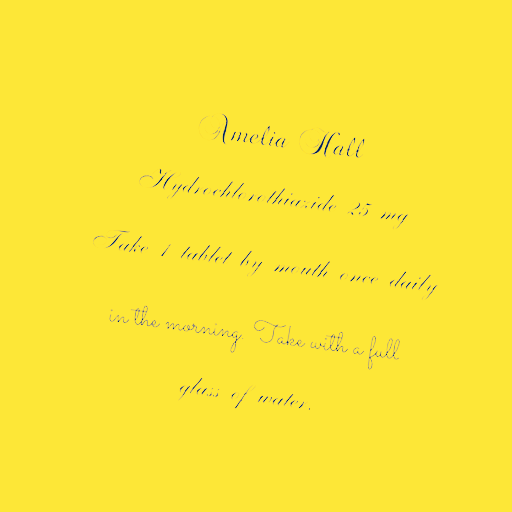 Amelia Hall
Hydrochlorothiazide 25 mg
Take 1 tablet by mouth once daily
in the morning. Take with a full
glass of water.